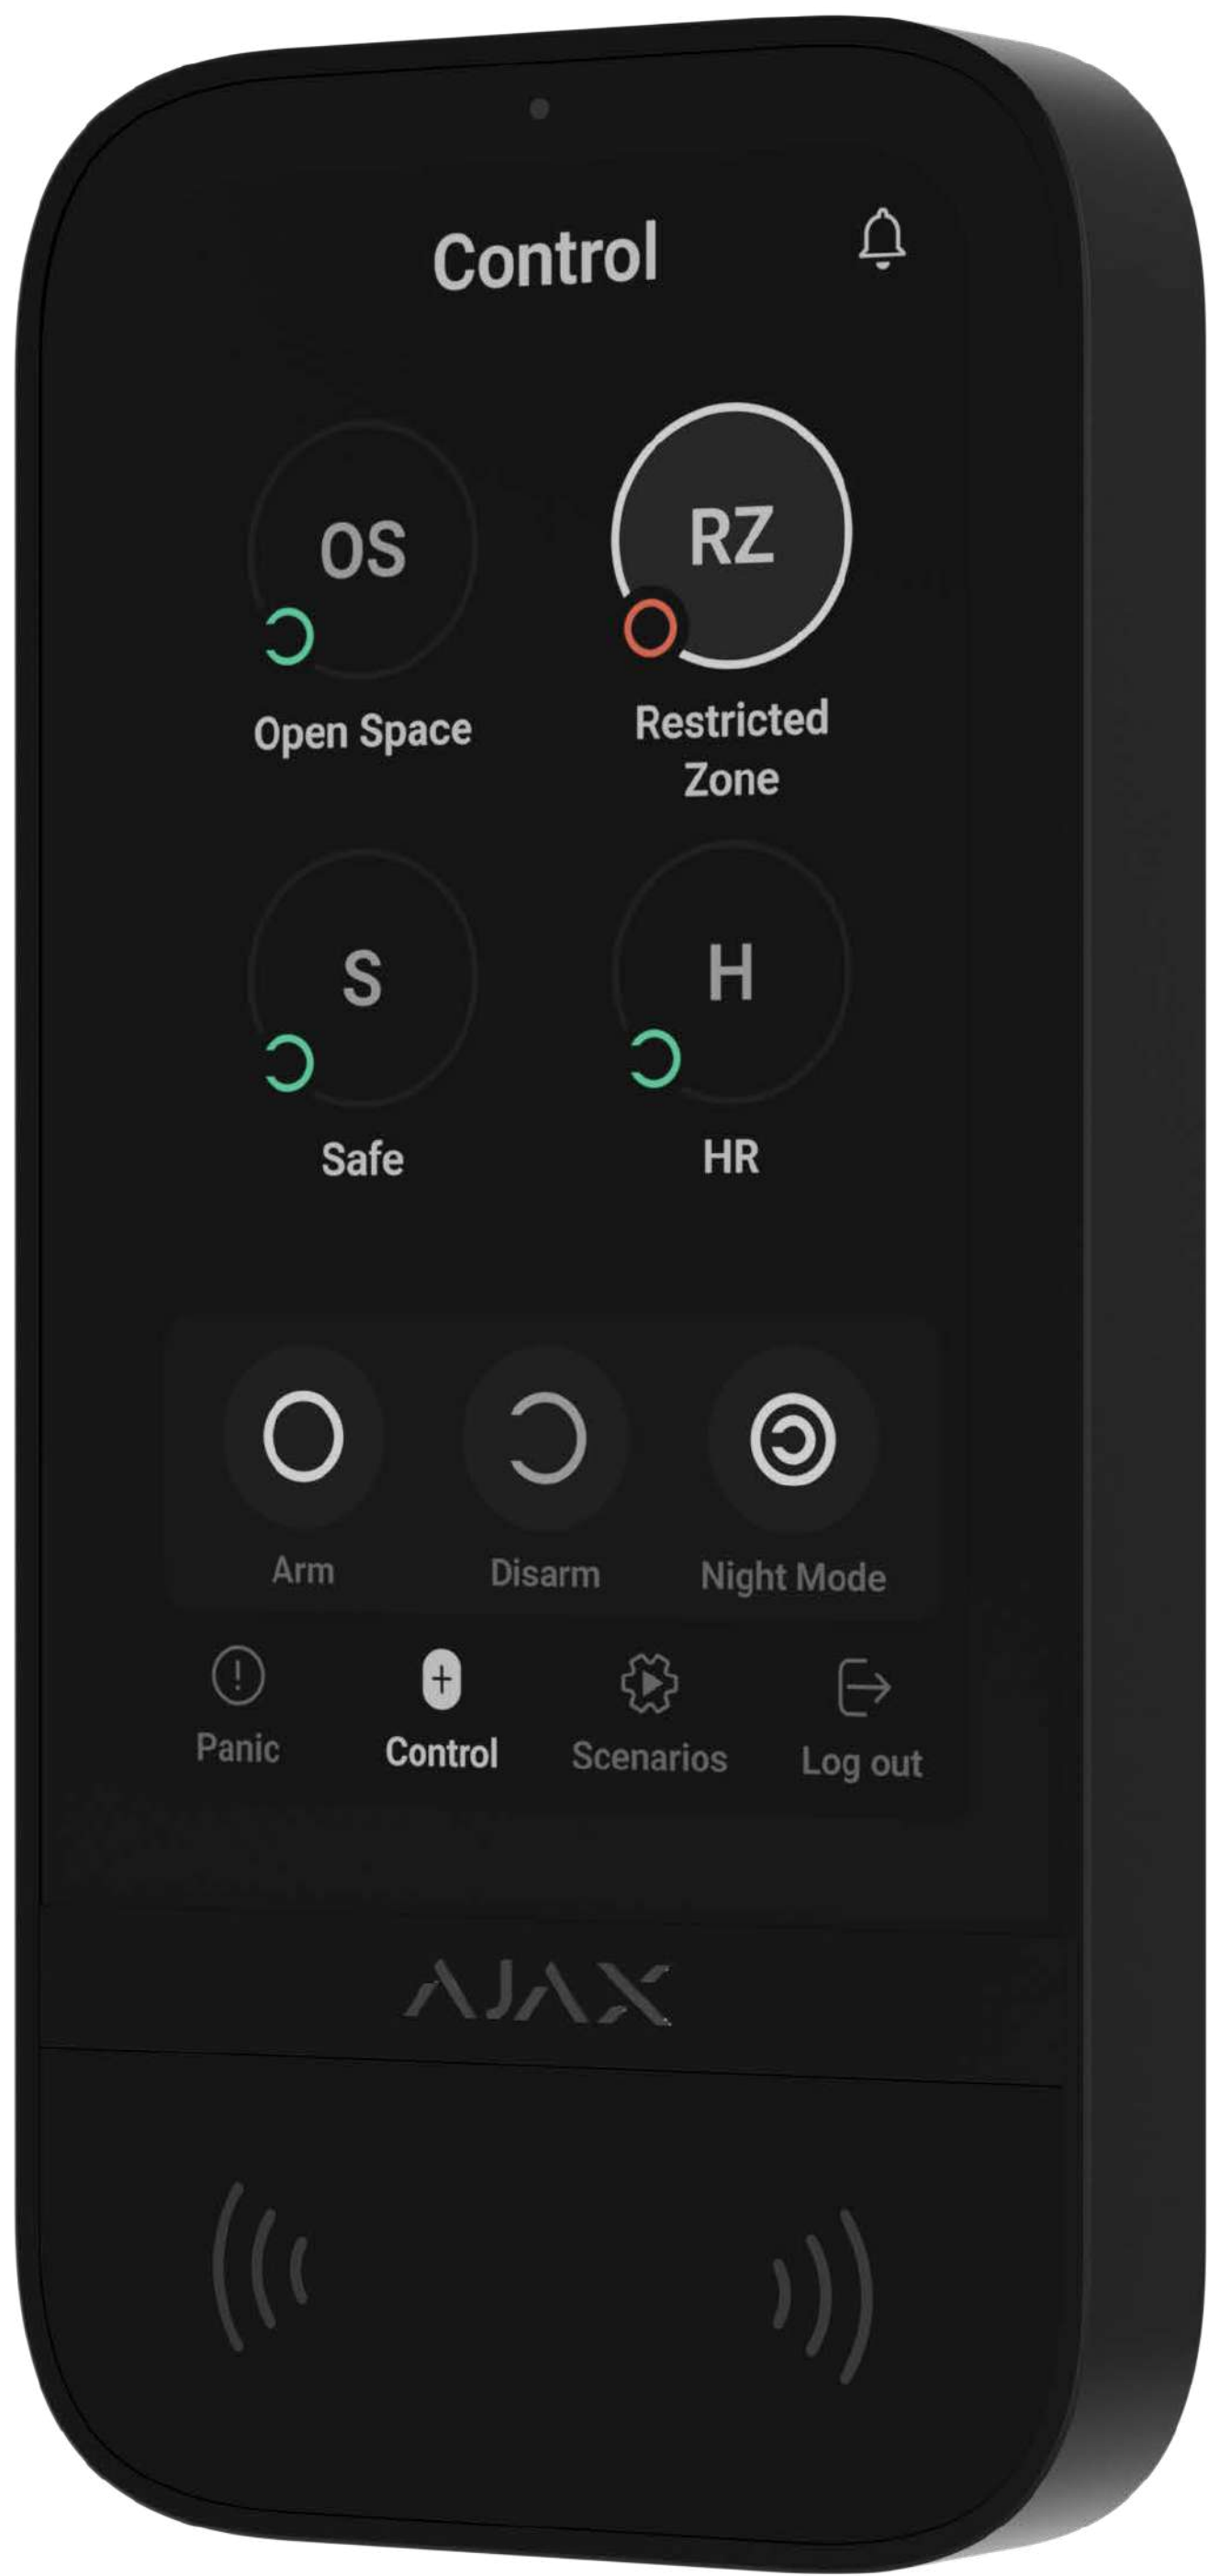 Control
OS
RZ
Open Space
Restricted
Zone
S
H
Safe
HR
Arm
Disarm
Night Mode
Panic
Control
Scenarios
Log out
AJAX